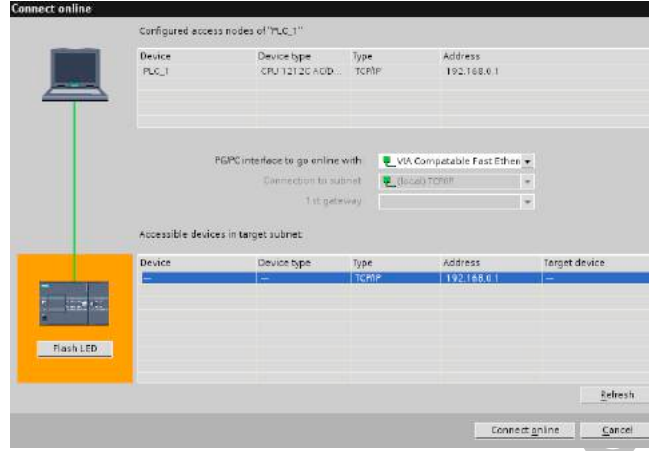 Connect online
Configured access nodes of "PLC_1"
Device Device type Type Address
PLC_1 CPU 1212C AC/D... TCP/IP 192.168.0.1
PG/PC interface to go online with VIA Compatable Fast Ether
Connection to subnet (local) TCP/IP
1st gateway
Accessible devices in target subnet:
Device Device type Type Address Target device
— — TCP/IP 192.168.0.1 —
Flash LED
Refresh
Connect online Cancel